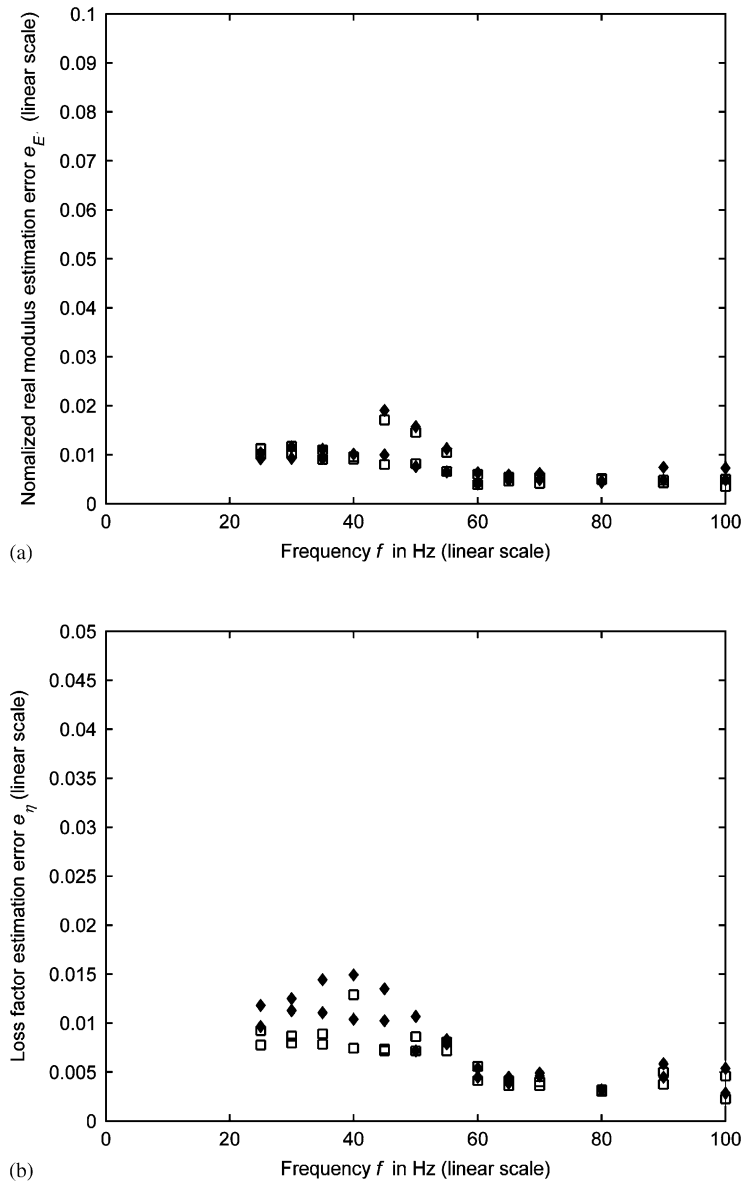 0.1
0.09
0.08
0.07
0.06
0.05
0.04
0.03
0.02
0.01
0
Nomalized real modulus estimation error eE' (linear scale)
0 20 40 60 80 100
Frequency f in Hz (linear scale)
(a)
0.05
0.045
0.04
0.035
0.03
0.025
0.02
0.015
0.01
0.005
0
Loss factor estimation error eη (linear scale)
0 20 40 60 80 100
Frequency f in Hz (linear scale)
(b)